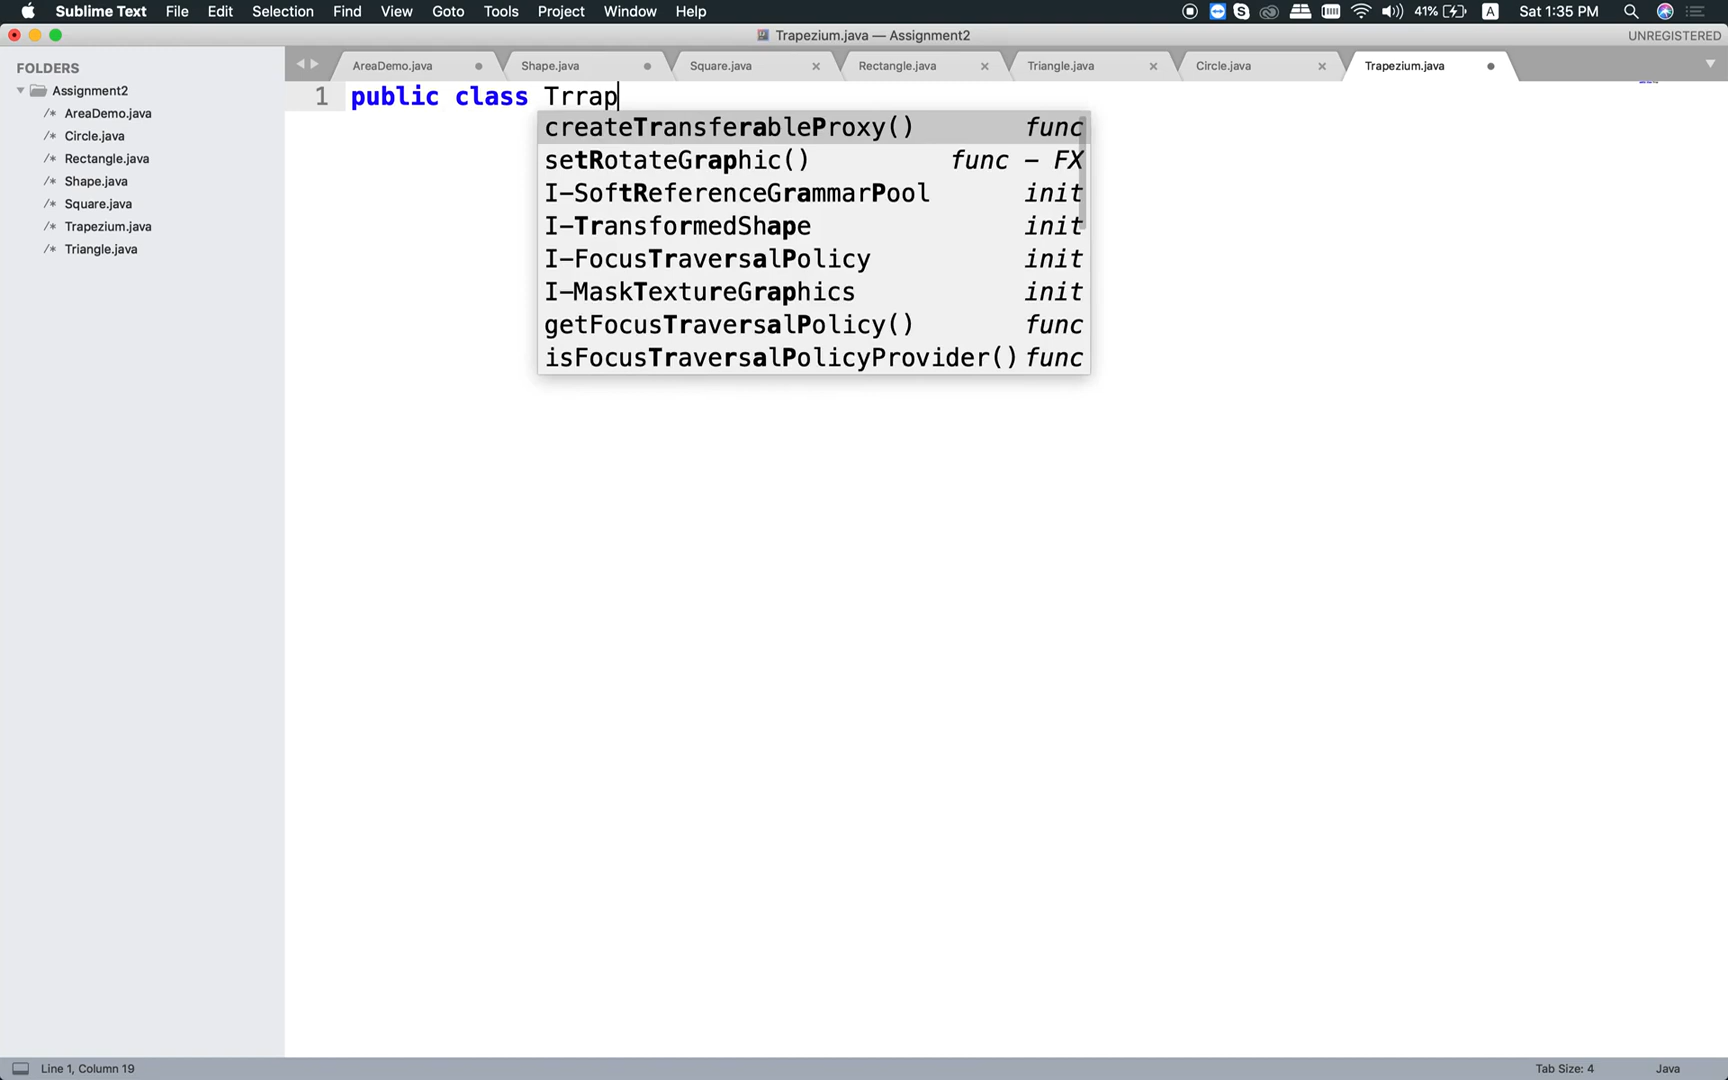 Sublime Text File Edit Selection Find View Goto Tools Project Window Help 41% A Sat 1:35 PM
Trapezium.java — Assignment2 UNREGISTERED
FOLDERS
Assignment2
/* AreaDemo.java
/* Circle.java
/* Rectangle.java
/* Shape.java
/* Square.java
/* Trapezium.java
/* Triangle.java
AreaDemo.java Shape.java Square.java Rectangle.java Triangle.java Circle.java Trapezium.java
1 public class Trrap
createTransferableProxy() func
setRotateGraphic() func – FX
I–SoftReferenceGrammarPool init
I–TransformedShape init
I–FocusTraversalPolicy init
I–MaskTextureGraphics init
getFocusTraversalPolicy() func
isFocusTraversalPolicyProvider() func
Line 1, Column 19 Tab Size: 4 Java